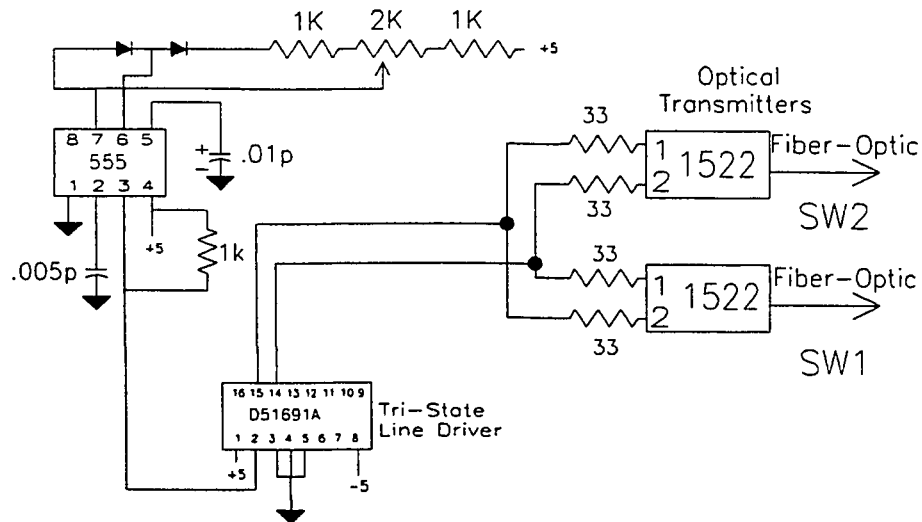 1K 2K 1K
+5
Optical
Transmitters
8 7 6 5
555
1 2 3 4
+
-
.01p
+5
1k
.005p
33
1
2
1522
33
Fiber-Optic
SW2
33
1
2
1522
33
Fiber-Optic
SW1
16 15 14 13 12 11 10 9
D51691A
1 2 3 4 5 6 7 8
Tri-State
Line Driver
+5
-5